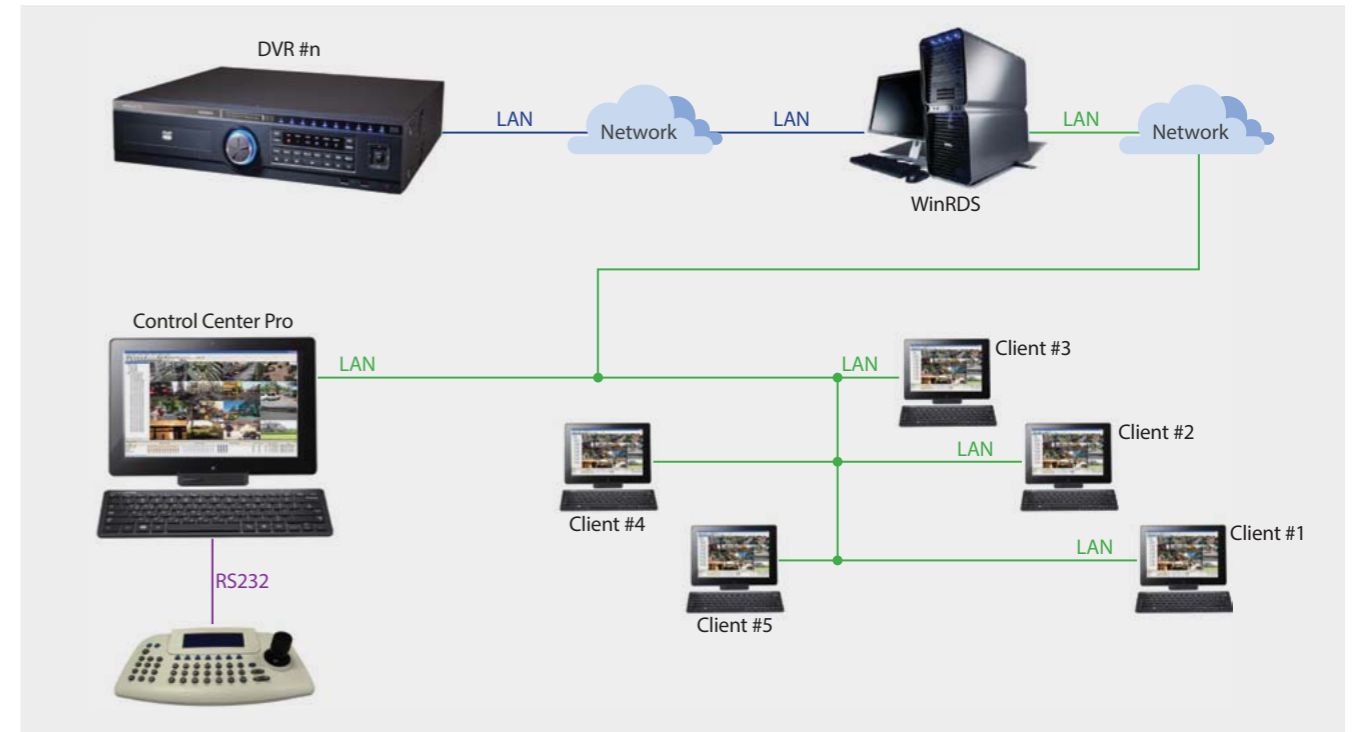 DVR #n
LAN
Network
LAN
LAN
Network
WinRDS
Control Center Pro
LAN
LAN
Client #3
Client #2
LAN
Client #4
Client #1
LAN
RS232
Client #5